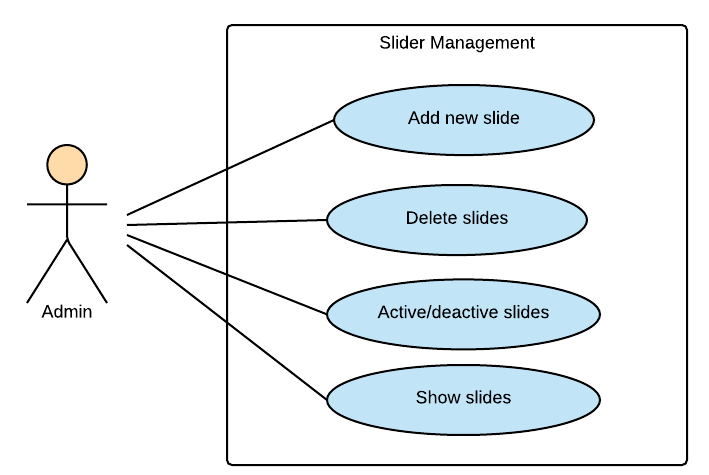 Slider Management
Add new slide
Delete slides
Active/deactive slides
Admin
Show slides